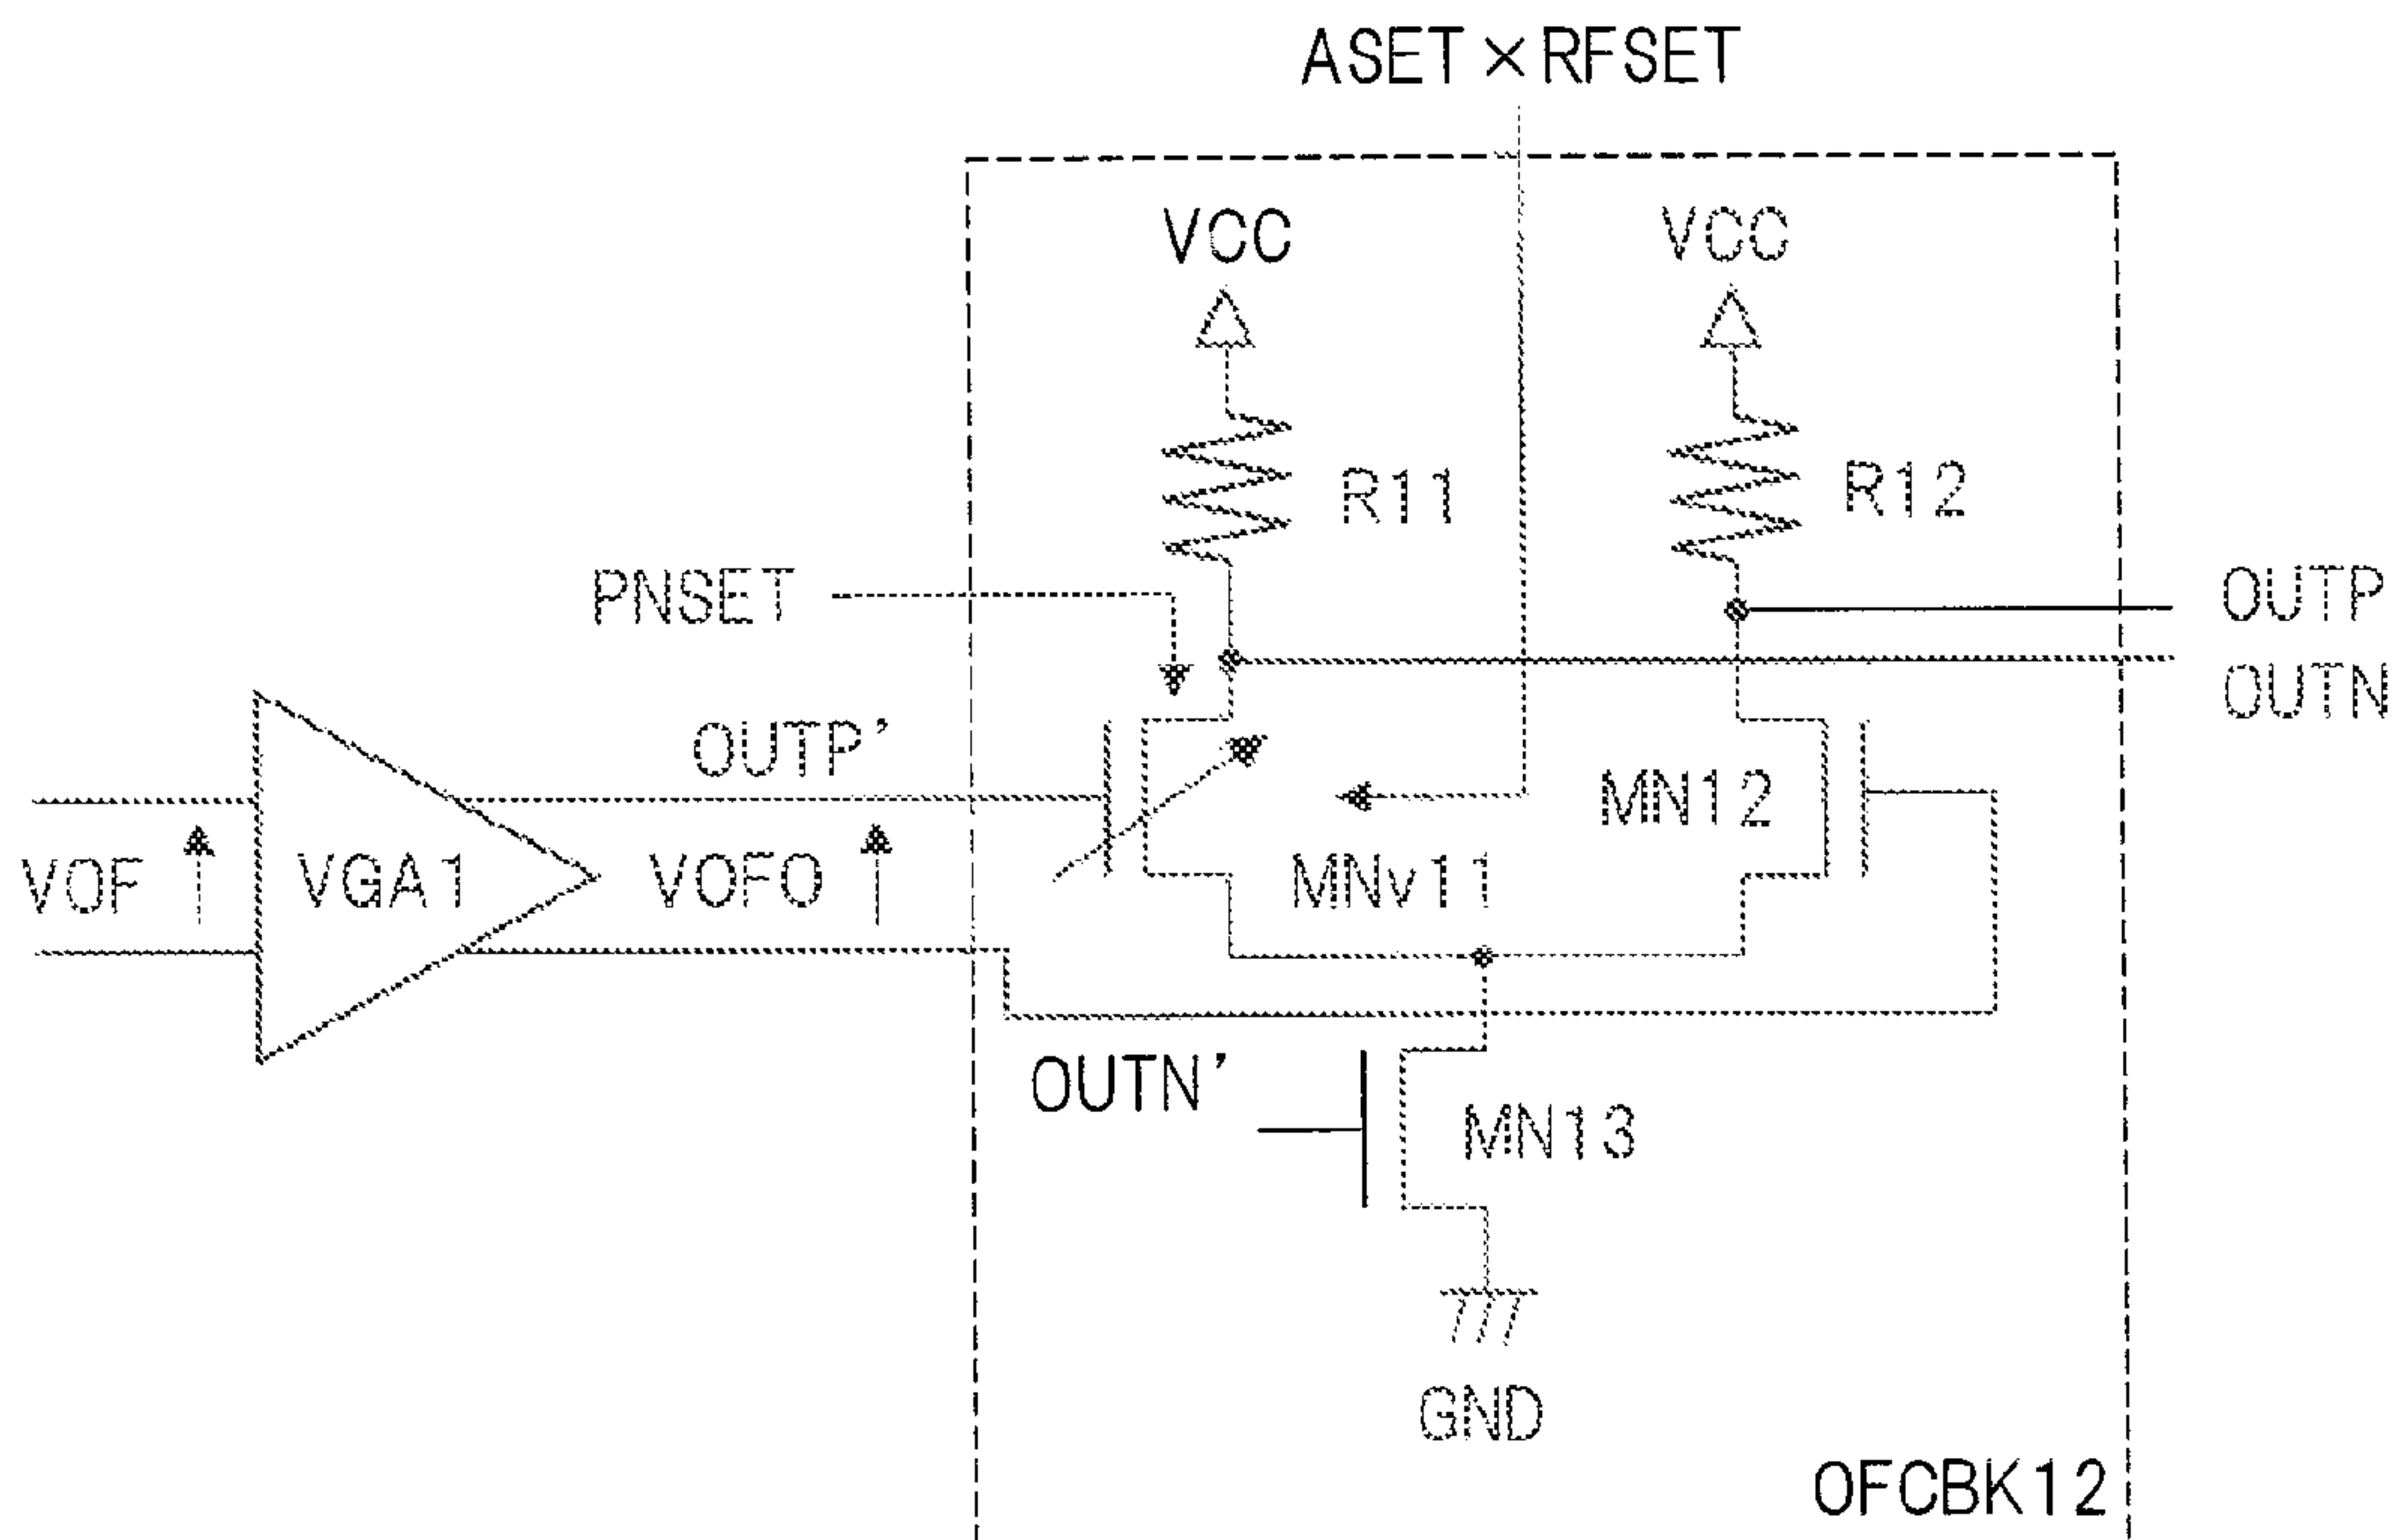 ASET×RFSET
VCC
VCC
R11
R12
PNSET
OUTP
OUTN
OUTP’
MN12
VOF
VGA1
VOFO
MNv11
OUTN’
MN13
GND
OFCBK12